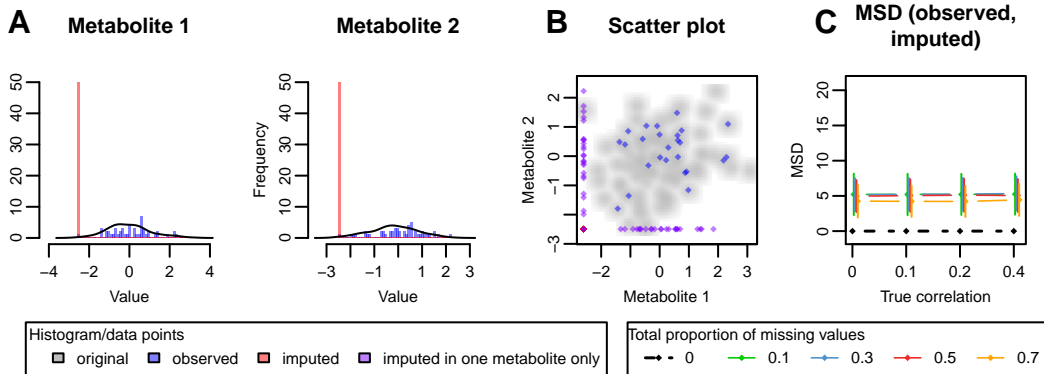 A
Metabolite 1
Metabolite 2
B
Scatter plot
C
MSD (observed,
imputed)
0 10 20 30 40 50
−4 −2 0 2 4
Value
Frequency
0 10 20 30 40 50
−3 −1 0 1 2 3
Value
Metabolite 2
−3 −1 0 1 2
−2 0 1 2 3
Metabolite 1
MSD
0 5 10 15 20
0 0.1 0.2 0.4
True correlation
Histogram/data points
original observed imputed imputed in one metabolite only
Total proportion of missing values
0 0.1 0.3 0.5 0.7